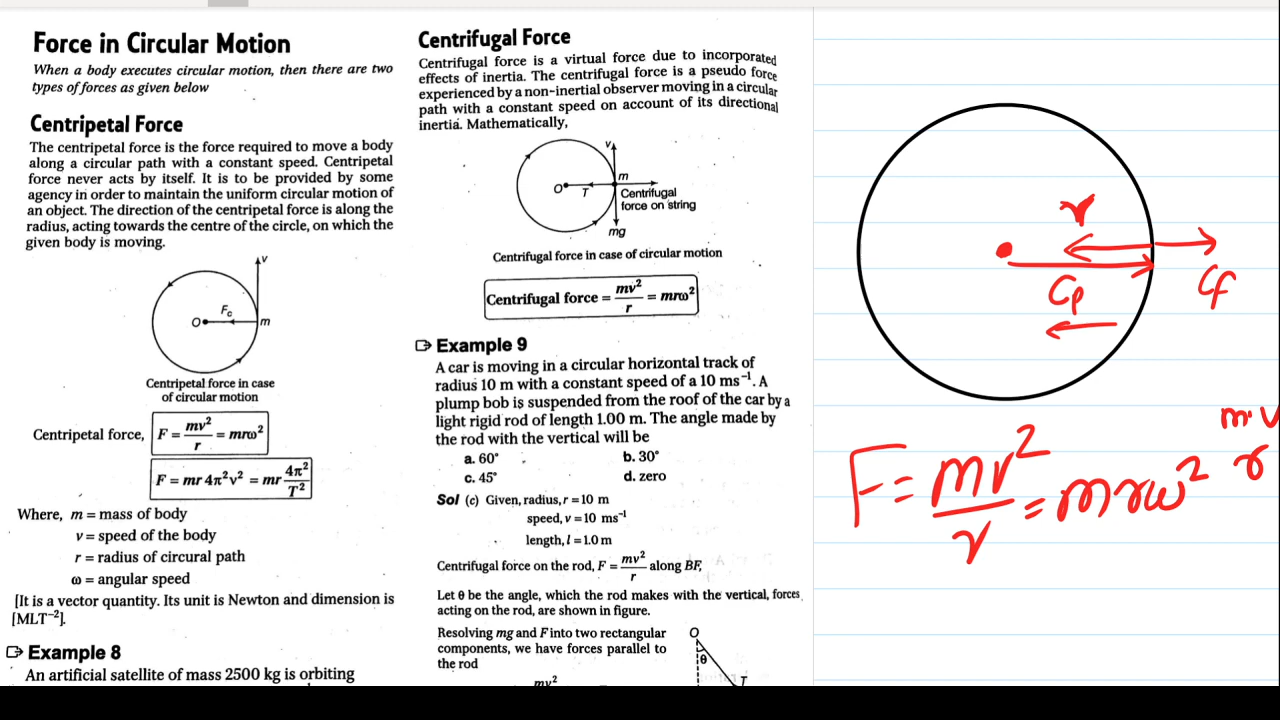 Force in Circular Motion
When a body executes circular motion, then there are two
types of forces as given below
Centripetal Force
The centripetal force is the force required to move a body
along a circular path with a constant speed. Centripetal
force never acts by itself. It is to be provided by some
agency in order to maintain the uniform circular motion of
an object. The direction of the centripetal force is along the
radius, acting towards the centre of the circle, on which the
given body is moving.
v
F_c
O
m
Centripetal force in case
of circular motion
Centripetal force, F = mv²/r = mrω²
F = mr 4π²ν² = mr 4π²/T²
Where, m = mass of body
v = speed of the body
r = radius of circural path
ω = angular speed
[It is a vector quantity. Its unit is Newton and dimension is
[MLT⁻²].
Example 8
An artificial satellite of mass 2500 kg is orbiting
Centrifugal Force
Centrifugal force is a virtual force due to incorporated
effects of inertia. The centrifugal force is a pseudo force
experienced by a non-inertial observer moving in a circular
path with a constant speed on account of its directional
inertia. Mathematically,
v
m
O
T
Centrifugal
force on string
mg
Centrifugal force in case of circular motion
Centrifugal force = mv²/r = mrω²
Example 9
A car is moving in a circular horizontal track of
radius 10 m with a constant speed of a 10 ms⁻¹. A
plump bob is suspended from the roof of the car by a
light rigid rod of length 1.00 m. The angle made by
the rod with the vertical will be
a. 60° b. 30°
c. 45° d. zero
Sol (c) Given, radius, r = 10 m
speed, v = 10 ms⁻¹
length, l = 1.0 m
Centrifugal force on the rod, F = mv²/r along BF,
Let θ be the angle, which the rod makes with the vertical, forces
acting on the rod, are shown in figure.
Resolving mg and F into two rectangular
components, we have forces parallel to
the rod
mv²
O
θ
T
r
Cp
Cf
F = mv²/r = mrω²
m·v
r